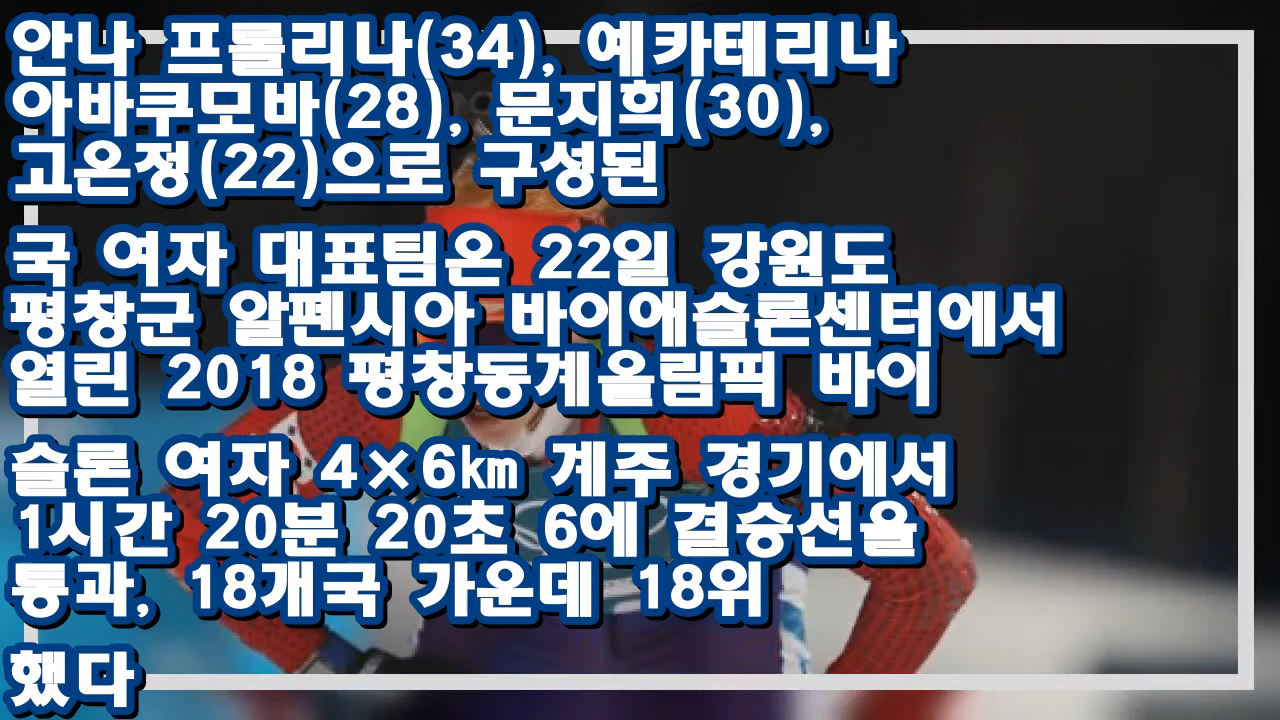 안나 프롤리나(34), 예카테리나
아바쿠모바(28), 문지희(30),
고은정(22)으로 구성된
국 여자 대표팀은 22일 강원도
평창군 알펜시아 바이애슬론센터에서
열린 2018 평창동계올림픽 바이
슬론 여자 4×6㎞ 계주 경기에서
1시간 20분 20초 6에 결승선을
통과, 18개국 가운데 18위
했다